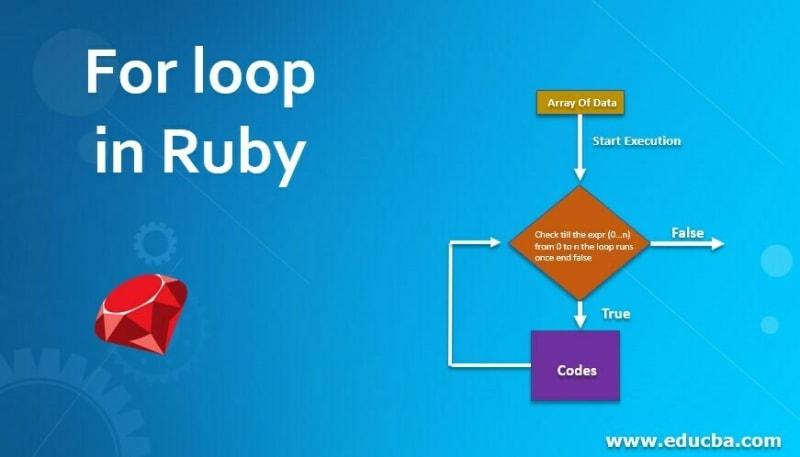 For loop
in Ruby
Array Of Data
Start Execution
Check till the expr (0...n)
from 0 to n the loop runs
once end false
False
True
Codes
www.educba.com